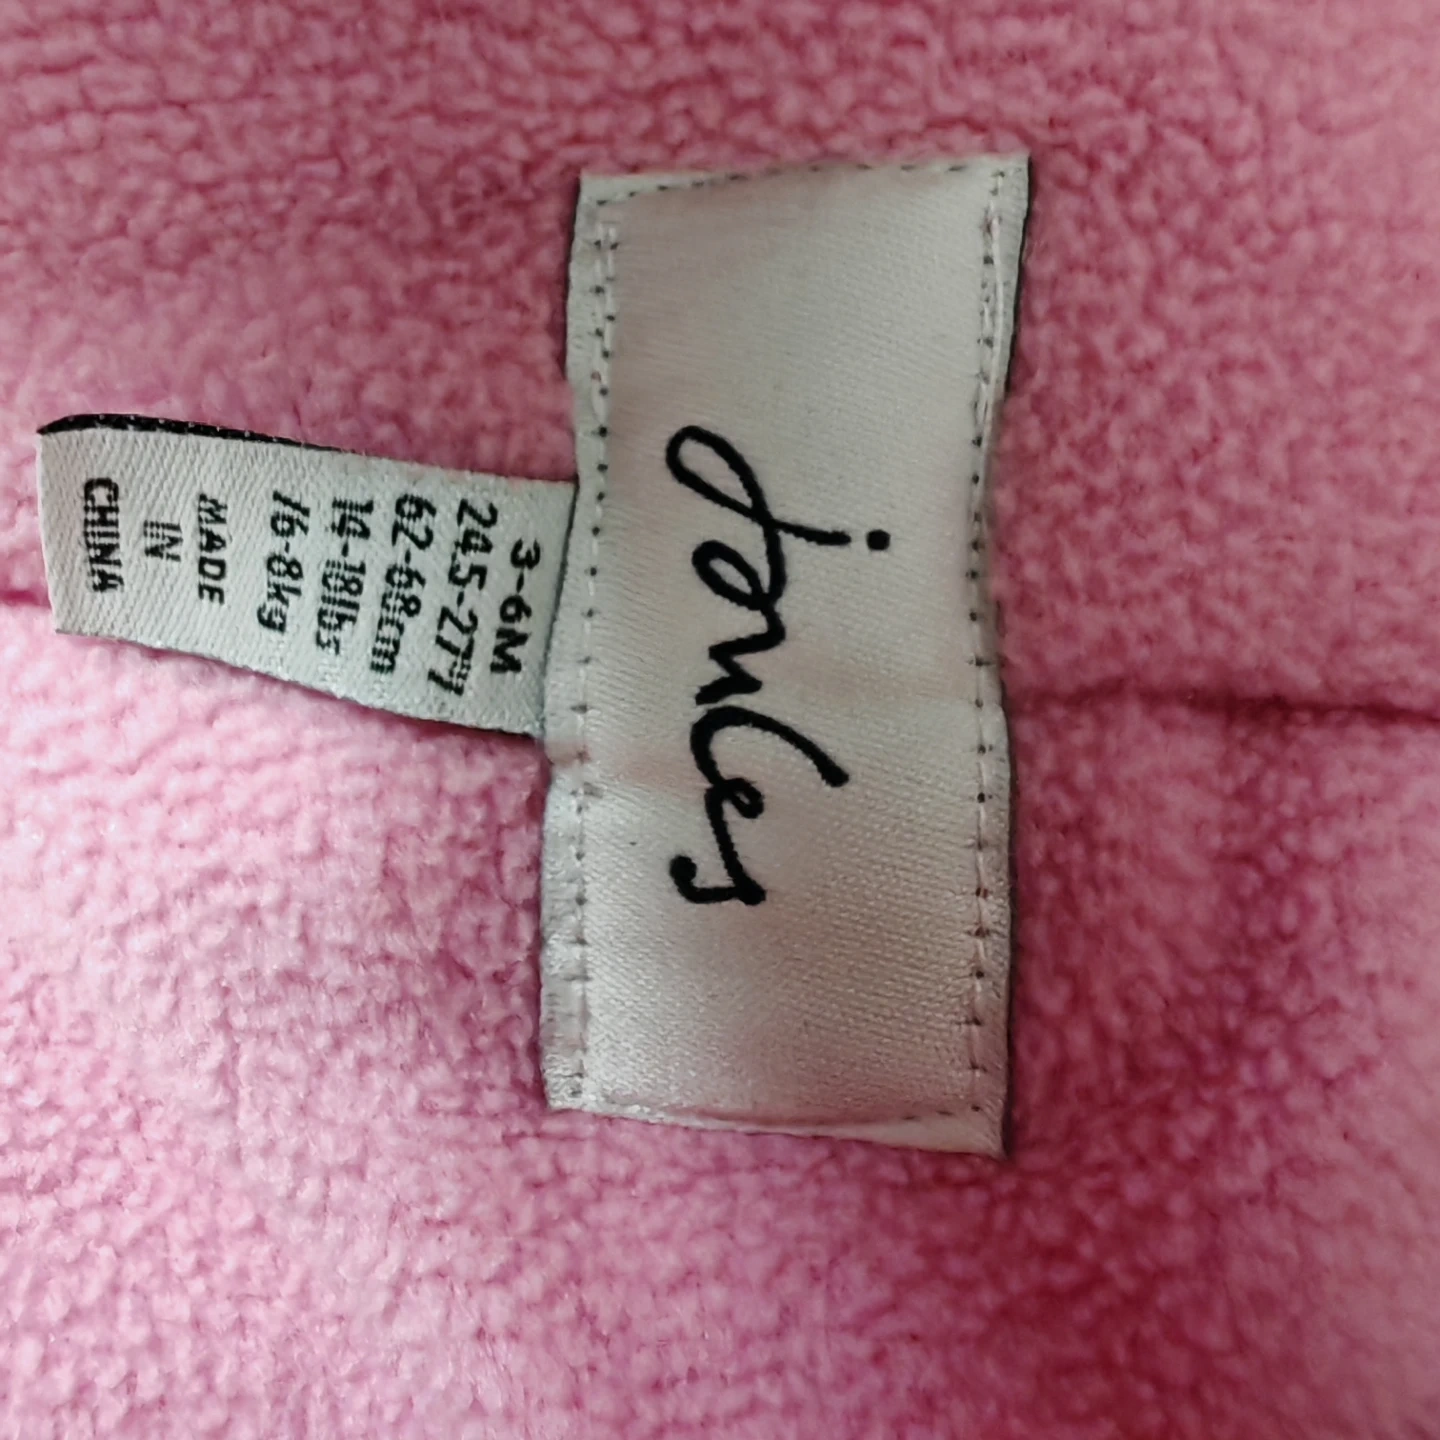 joules
3-6M
24.5-27"
62-68cm
14-18lbs
/6-8kg
MADE
IN
CHINA